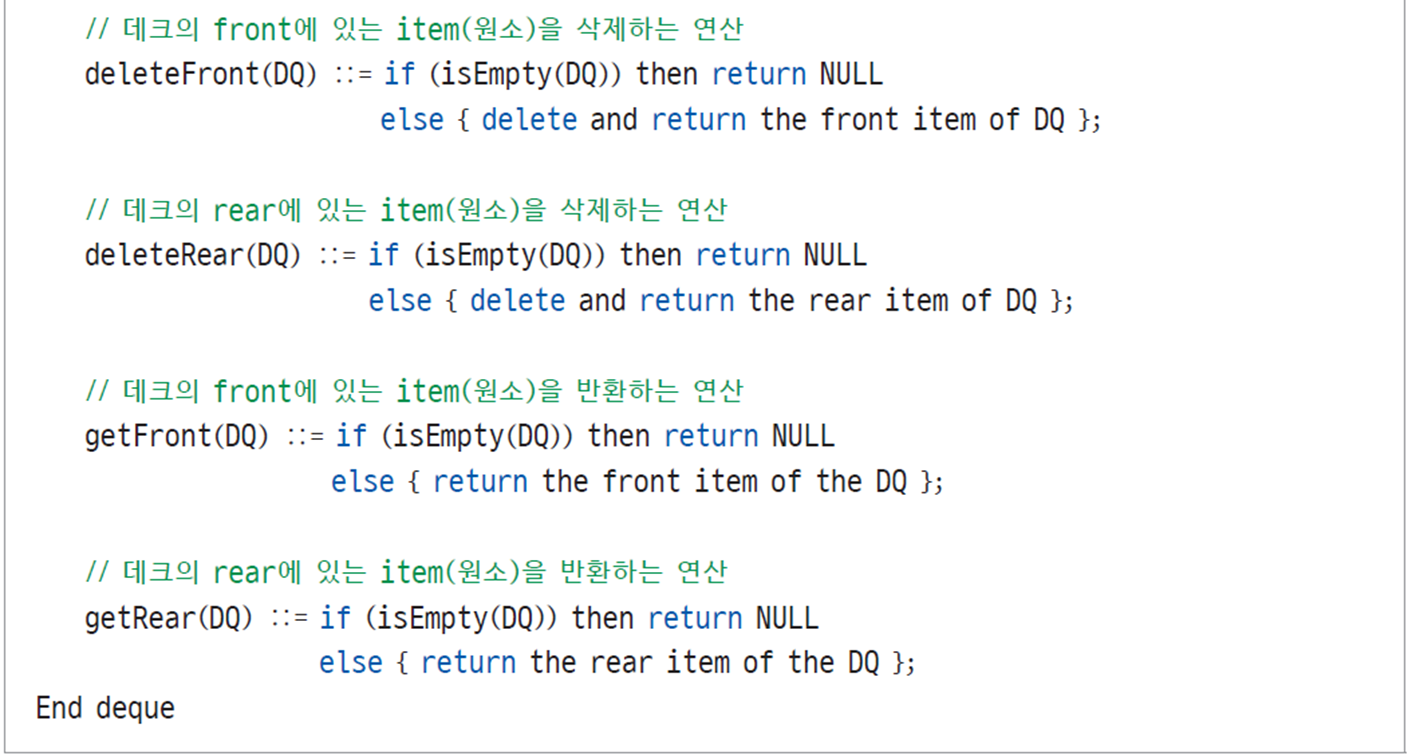 // 데크의 front에 있는 item(원소)을 삭제하는 연산
deleteFront(DQ) ::= if (isEmpty(DQ)) then return NULL
else { delete and return the front item of DQ };
// 데크의 rear에 있는 item(원소)을 삭제하는 연산
deleteRear(DQ) ::= if (isEmpty(DQ)) then return NULL
else { delete and return the rear item of DQ };
// 데크의 front에 있는 item(원소)을 반환하는 연산
getFront(DQ) ::= if (isEmpty(DQ)) then return NULL
else { return the front item of the DQ };
// 데크의 rear에 있는 item(원소)을 반환하는 연산
getRear(DQ) ::= if (isEmpty(DQ)) then return NULL
else { return the rear item of the DQ };
End deque